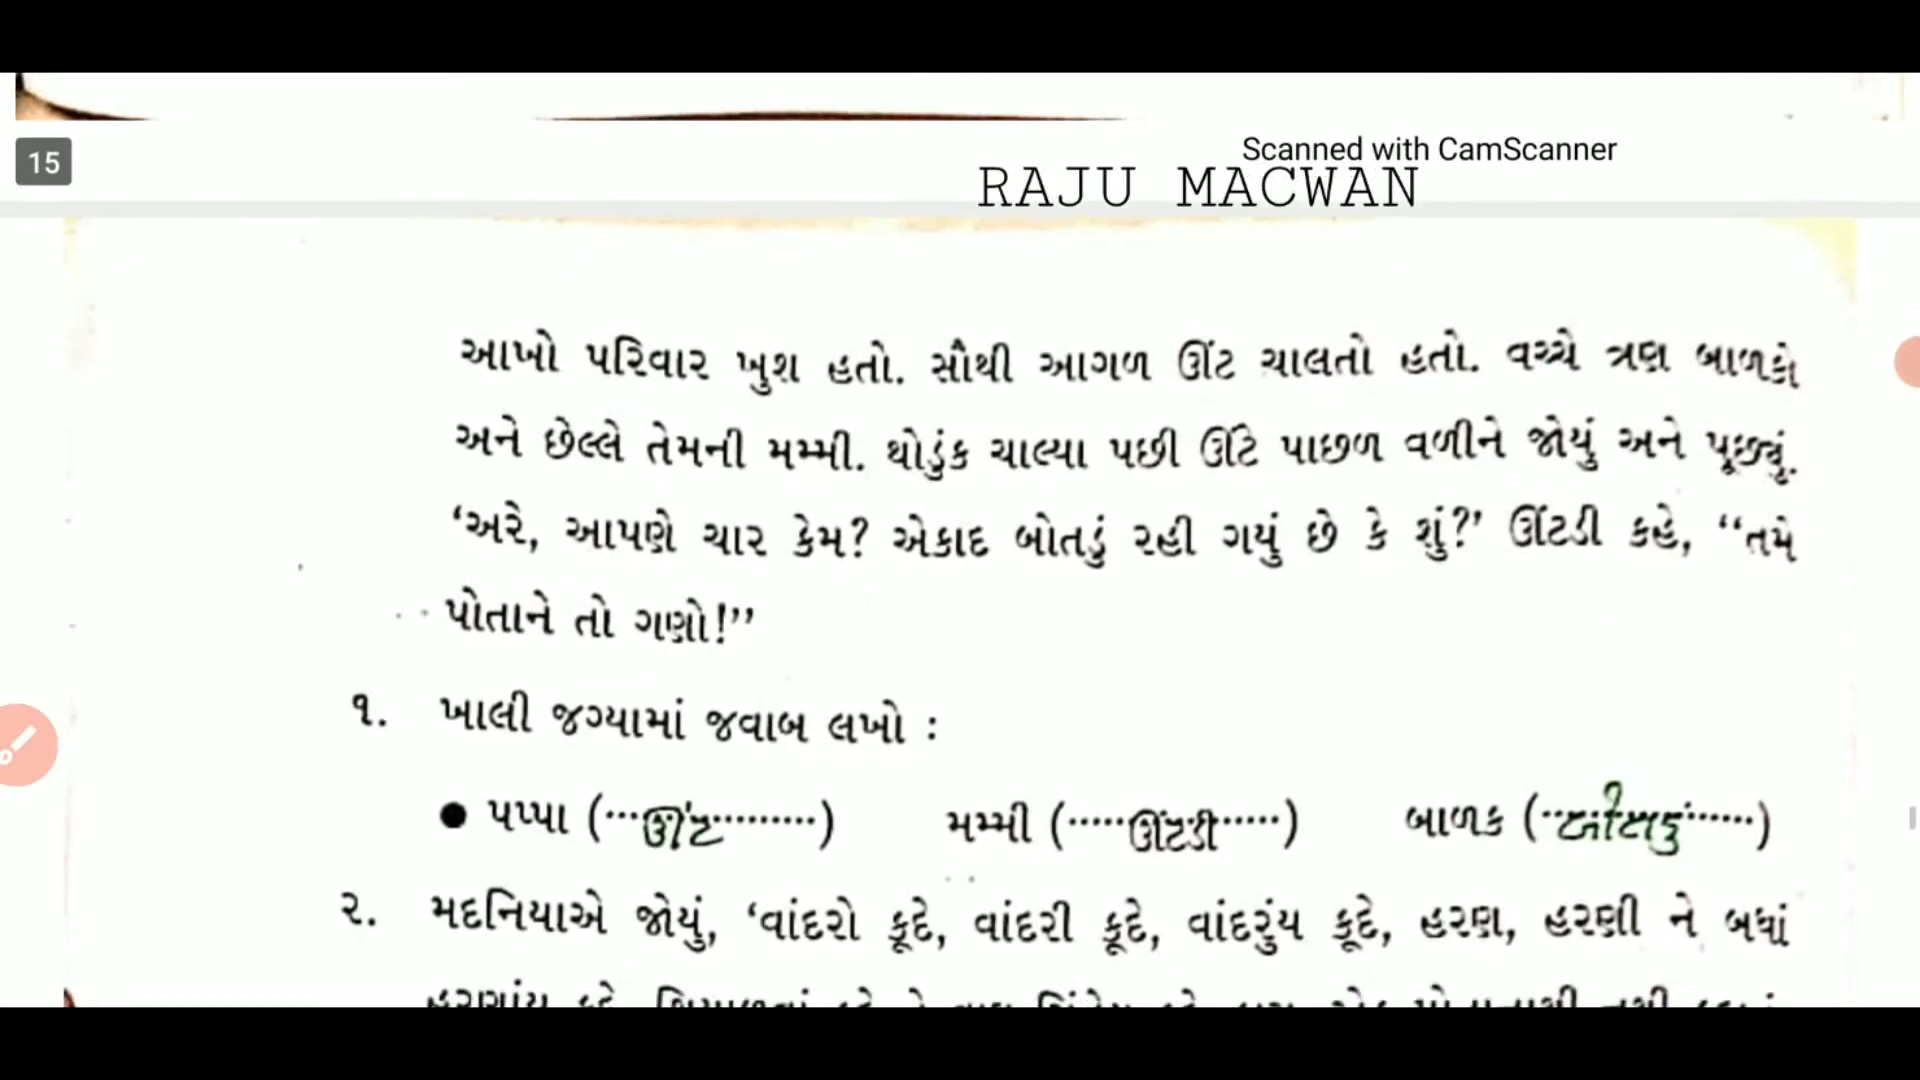 Scanned with CamScanner
15
RAJU MACWAN
આખો પરિવાર ખુશ હતો. સૌથી આગળ ઊંટ ચાલતો હતો. વચ્ચે ત્રણ બાળકો
અને છેલ્લે તેમની મમ્મી. થોડુંક ચાલ્યા પછી ઊંટે પાછળ વળીને જોયું અને પૂછ્યું.
‘અરે, આપણે ચાર કેમ? એકાદ બોતડું રહી ગયું છે કે શું?’ ઊંટડી કહે, “તમે
પોતાને તો ગણો!”
૧. ખાલી જગ્યામાં જવાબ લખો :
● પપ્પા (...ઊંટ..........) મમ્મી (.....ઊંટડી......) બાળક (........)
૨. મદનિયાએ જોયું, ‘વાંદરો કૂદે, વાંદરી કૂદે, વાંદરુંય કૂદે, હરણ, હરણી ને બધાં